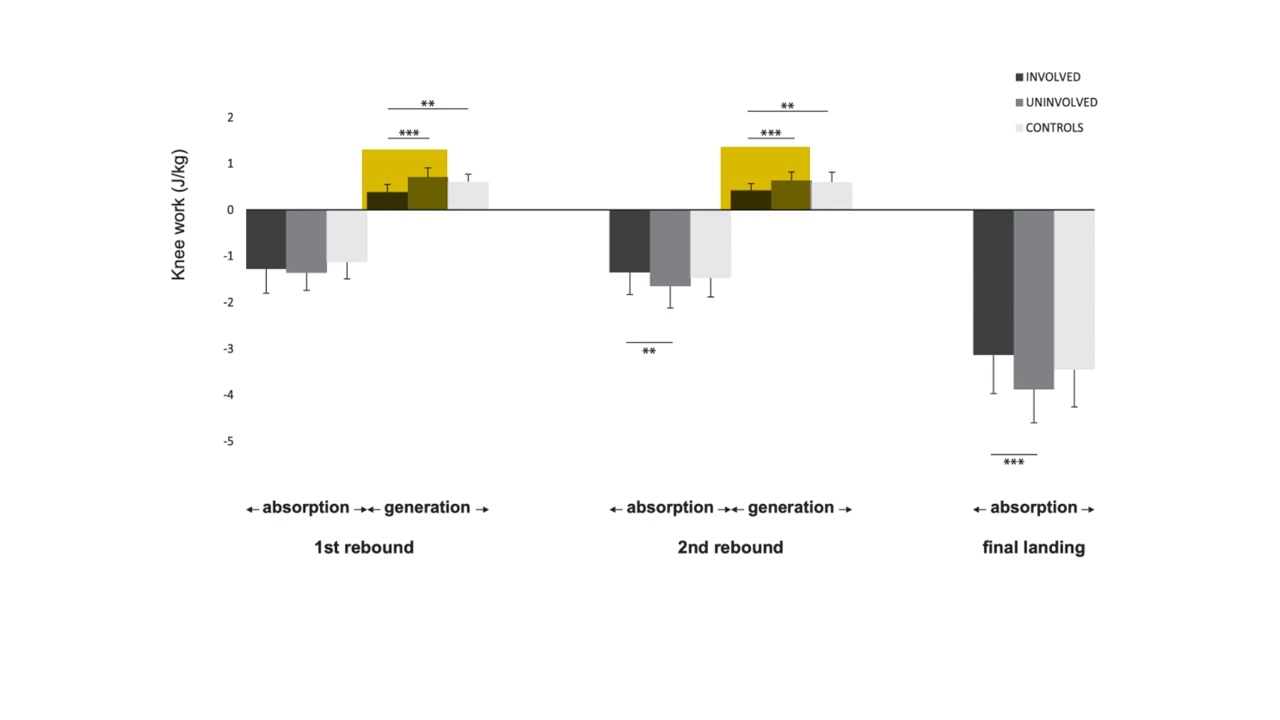 INVOLVED
UNINVOLVED
CONTROLS
Knee work (J/kg)
2
1
0
-1
-2
-3
-4
-5
**
***
**
***
**
***
←absorption→←generation→
←absorption→←generation→
←absorption→
1st rebound
2nd rebound
final landing